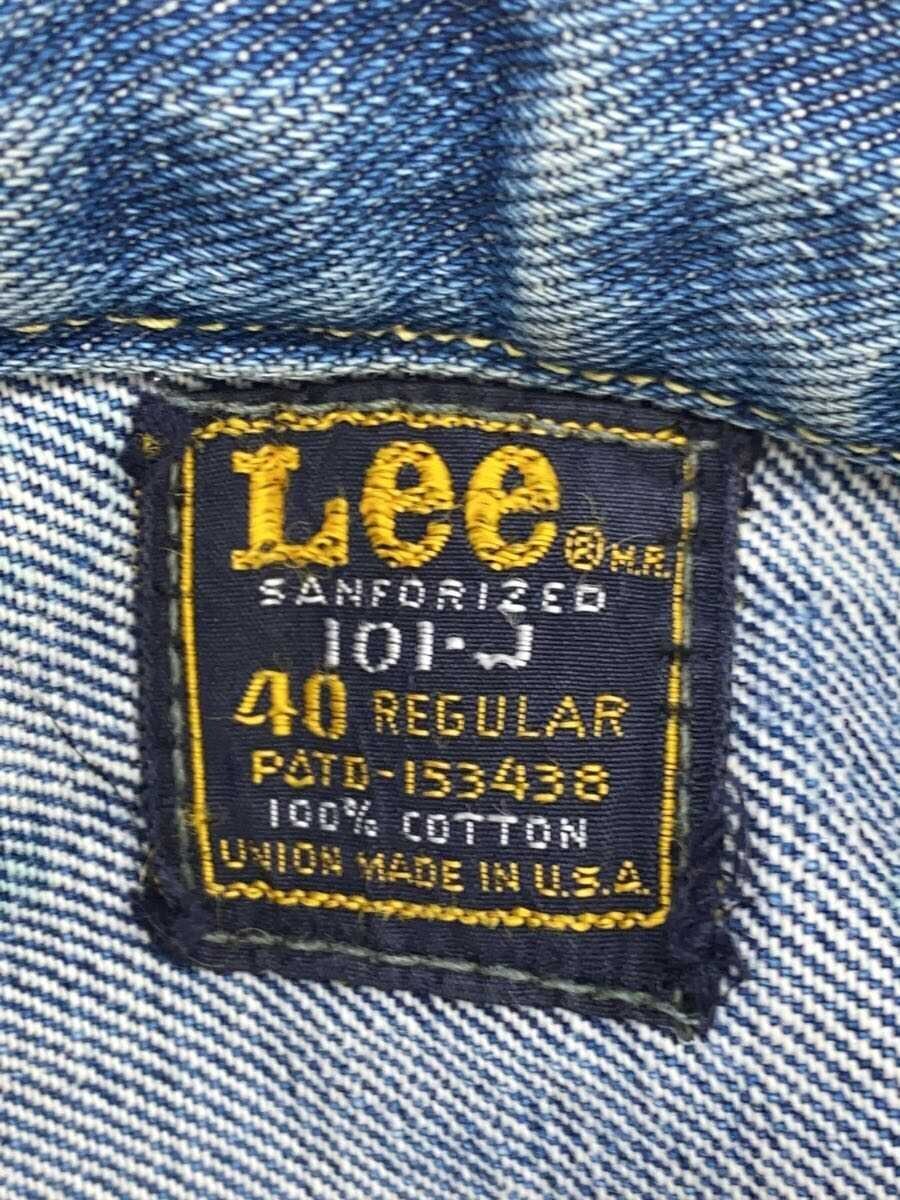 Lee® M.R.
SANFORIZED
101-J
40 REGULAR
PATD-153438
100% COTTON
UNION MADE IN U.S.A.